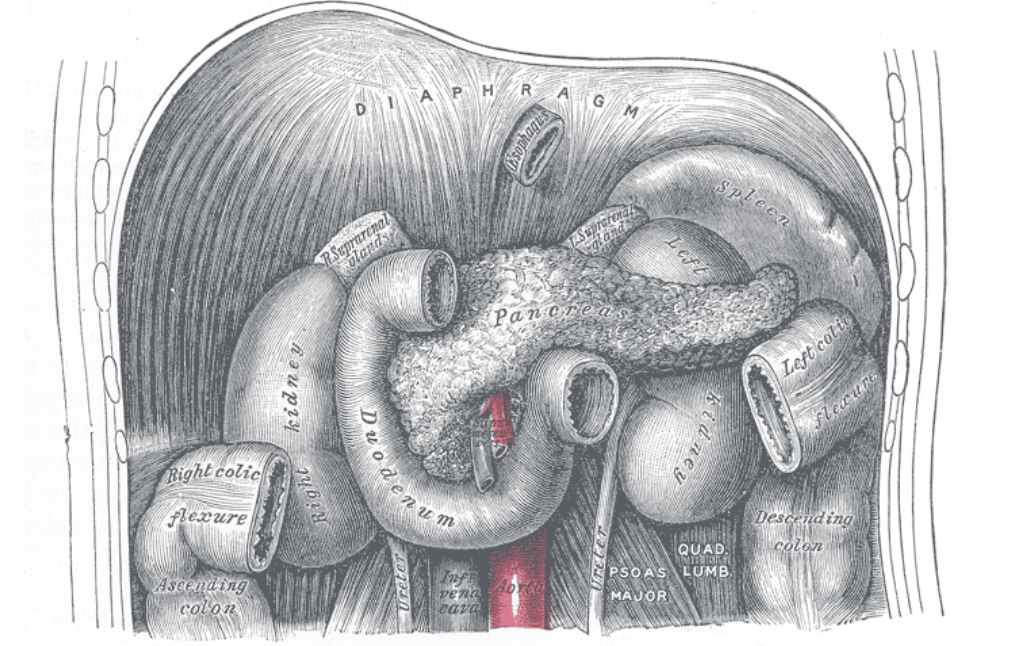 DIAPHRAGM
Œsophagus
Spleen
R. Suprarenal
gland
L. Suprarenal
gland
Left
Pancreas
Left colic
flexure
kidney
Kidney
Duodenum
Right colic
flexure
Right
Descending
colon
QUAD.
LUMB.
PSOAS
MAJOR
Ureter
Ureter
Infr
vena
cava
Aorta
Ascending
colon